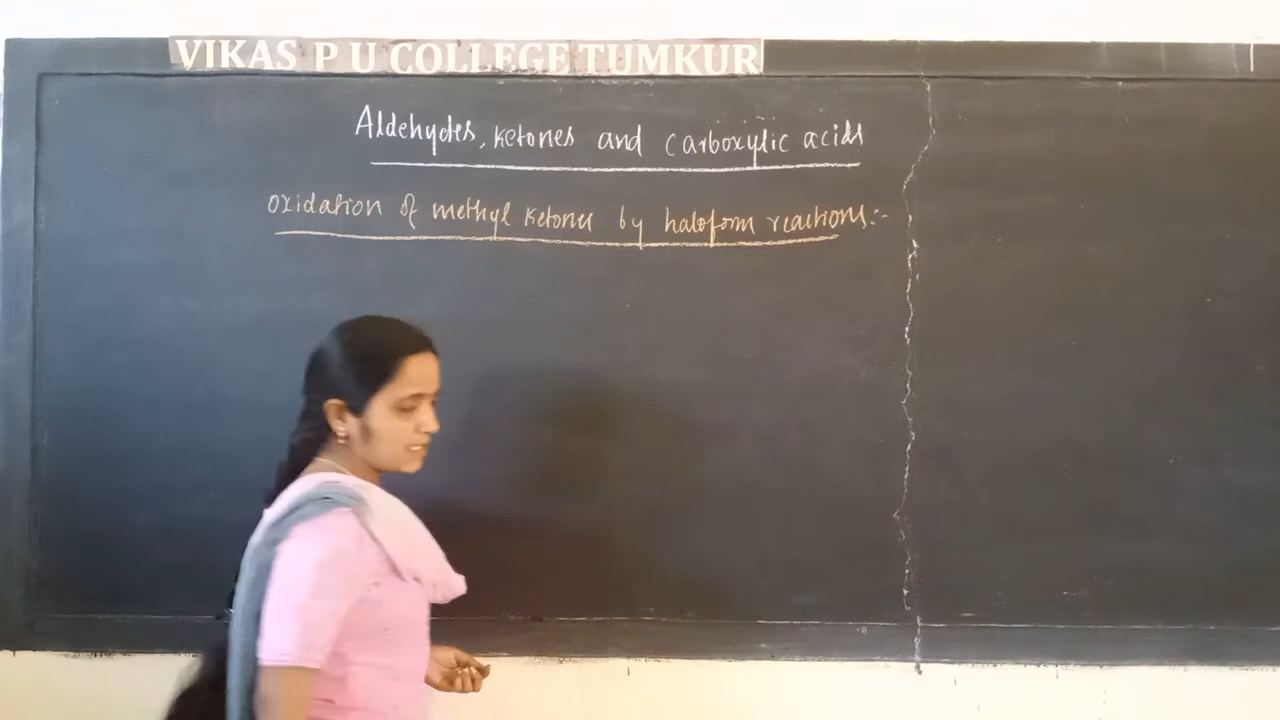 VIKAS P U COLLEGE TUMKUR
Aldehydes, ketones and carboxylic acids
oxidation of methyl ketones by haloform reactions:-